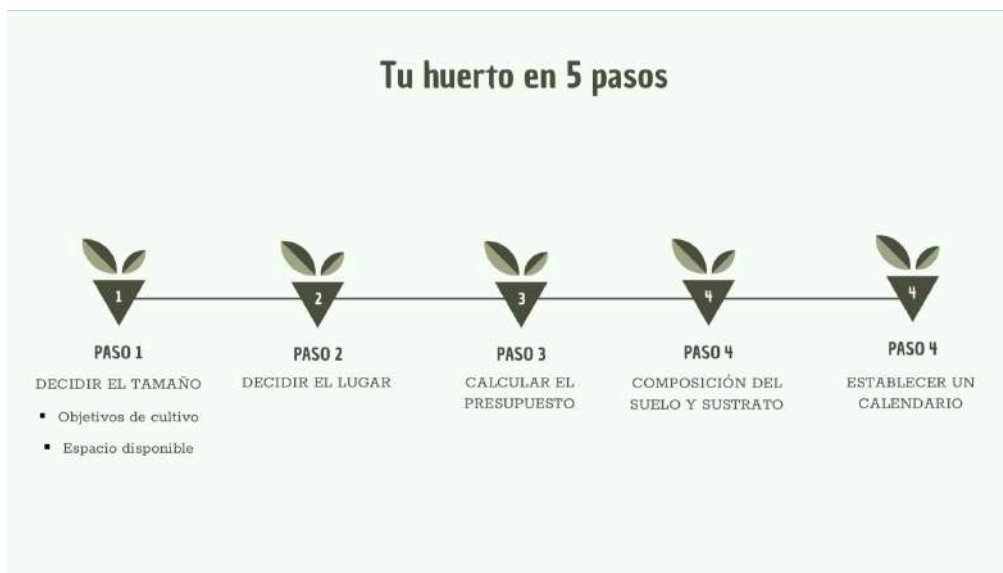 Tu huerto en 5 pasos
1
PASO 1
DECIDIR EL TAMAÑO
▪ Objetivos de cultivo
▪ Espacio disponible
2
PASO 2
DECIDIR EL LUGAR
3
PASO 3
CALCULAR EL
PRESUPUESTO
4
PASO 4
COMPOSICIÓN DEL
SUELO Y SUSTRATO
4
PASO 4
ESTABLECER UN
CALENDARIO